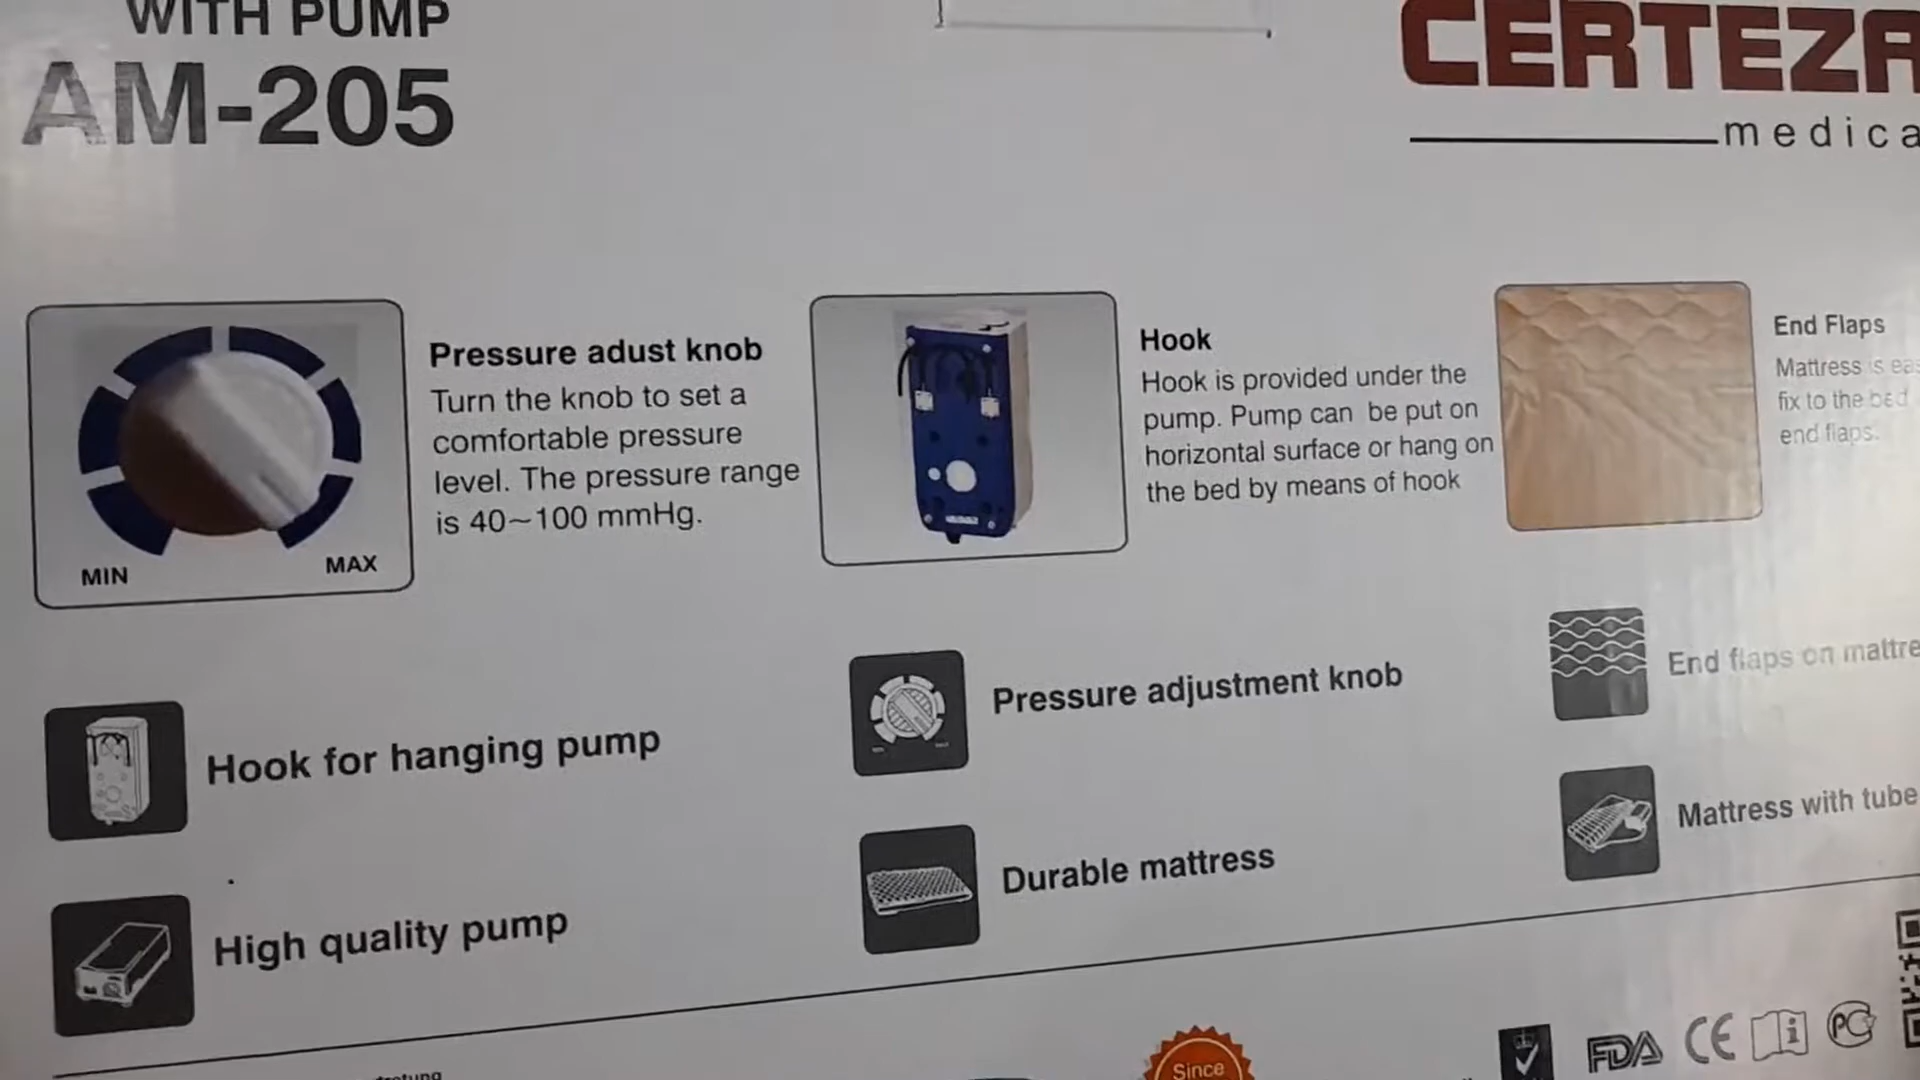 WITH PUMP
AM-205
CERTEZA
medica
Pressure adust knob
Turn the knob to set a
comfortable pressure
level. The pressure range
is 40~100 mmHg.
MIN
MAX
Hook
Hook is provided under the
pump. Pump can be put on
horizontal surface or hang on
the bed by means of hook
End Flaps
Mattress is eas
fix to the bed
end flaps.
Hook for hanging pump
Pressure adjustment knob
End flaps on mattre
High quality pump
Durable mattress
Mattress with tube
Since
FDA
CE
i
PC